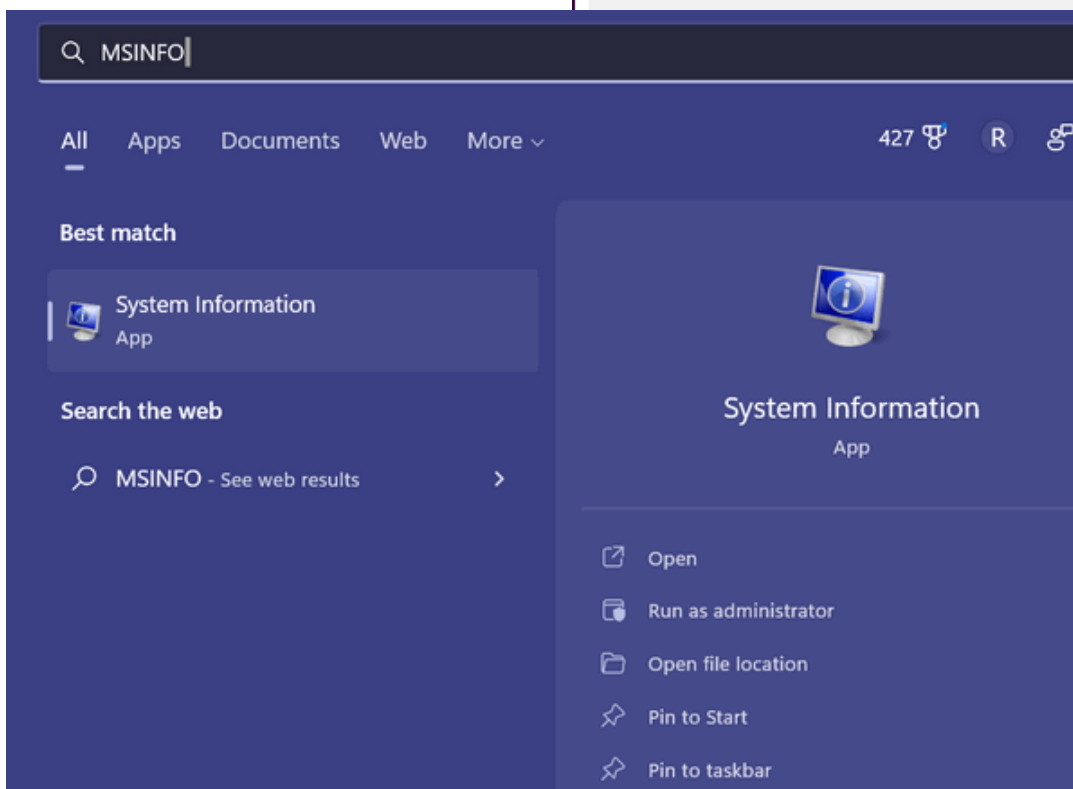 MSINFO
All Apps Documents Web More
427 R
Best match
System Information
App
Search the web
MSINFO - See web results
System Information
App
Open
Run as administrator
Open file location
Pin to Start
Pin to taskbar